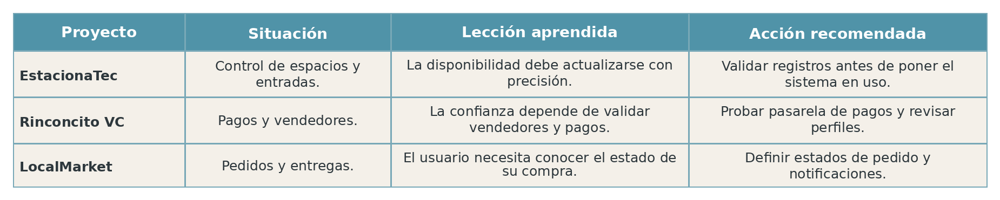 Proyecto
Situación
Lección aprendida
Acción recomendada
EstacionaTec
Control de espacios y
entradas.
La disponibilidad debe actualizarse con
precisión.
Validar registros antes de poner el
sistema en uso.
Rinconcito VC
Pagos y vendedores.
La confianza depende de validar
vendedores y pagos.
Probar pasarela de pagos y revisar
perfiles.
LocalMarket
Pedidos y entregas.
El usuario necesita conocer el estado de
su compra.
Definir estados de pedido y
notificaciones.